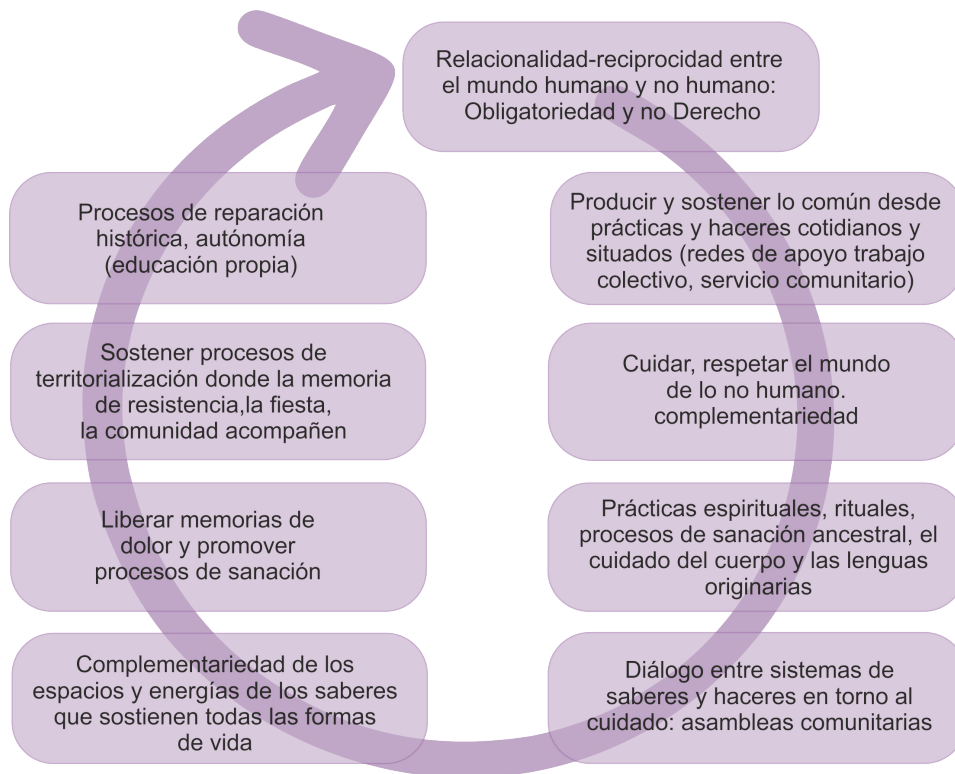 Relacionalidad-reciprocidad entre
el mundo humano y no humano:
Obligatoriedad y no Derecho
Producir y sostener lo común desde
prácticas y haceres cotidianos y
situados (redes de apoyo trabajo
colectivo, servicio comunitario)
Cuidar, respetar el mundo
de lo no humano.
complementariedad
Prácticas espirituales, rituales,
procesos de sanación ancestral, el
cuidado del cuerpo y las lenguas
originarias
Diálogo entre sistemas de
saberes y haceres en torno al
cuidado: asambleas comunitarias
Complementariedad de los
espacios y energías de los saberes
que sostienen todas las formas
de vida
Liberar memorias de
dolor y promover
procesos de sanación
Sostener procesos de
territorialización donde la memoria
de resistencia,la fiesta,
la comunidad acompañen
Procesos de reparación
histórica, autónomía
(educación propia)